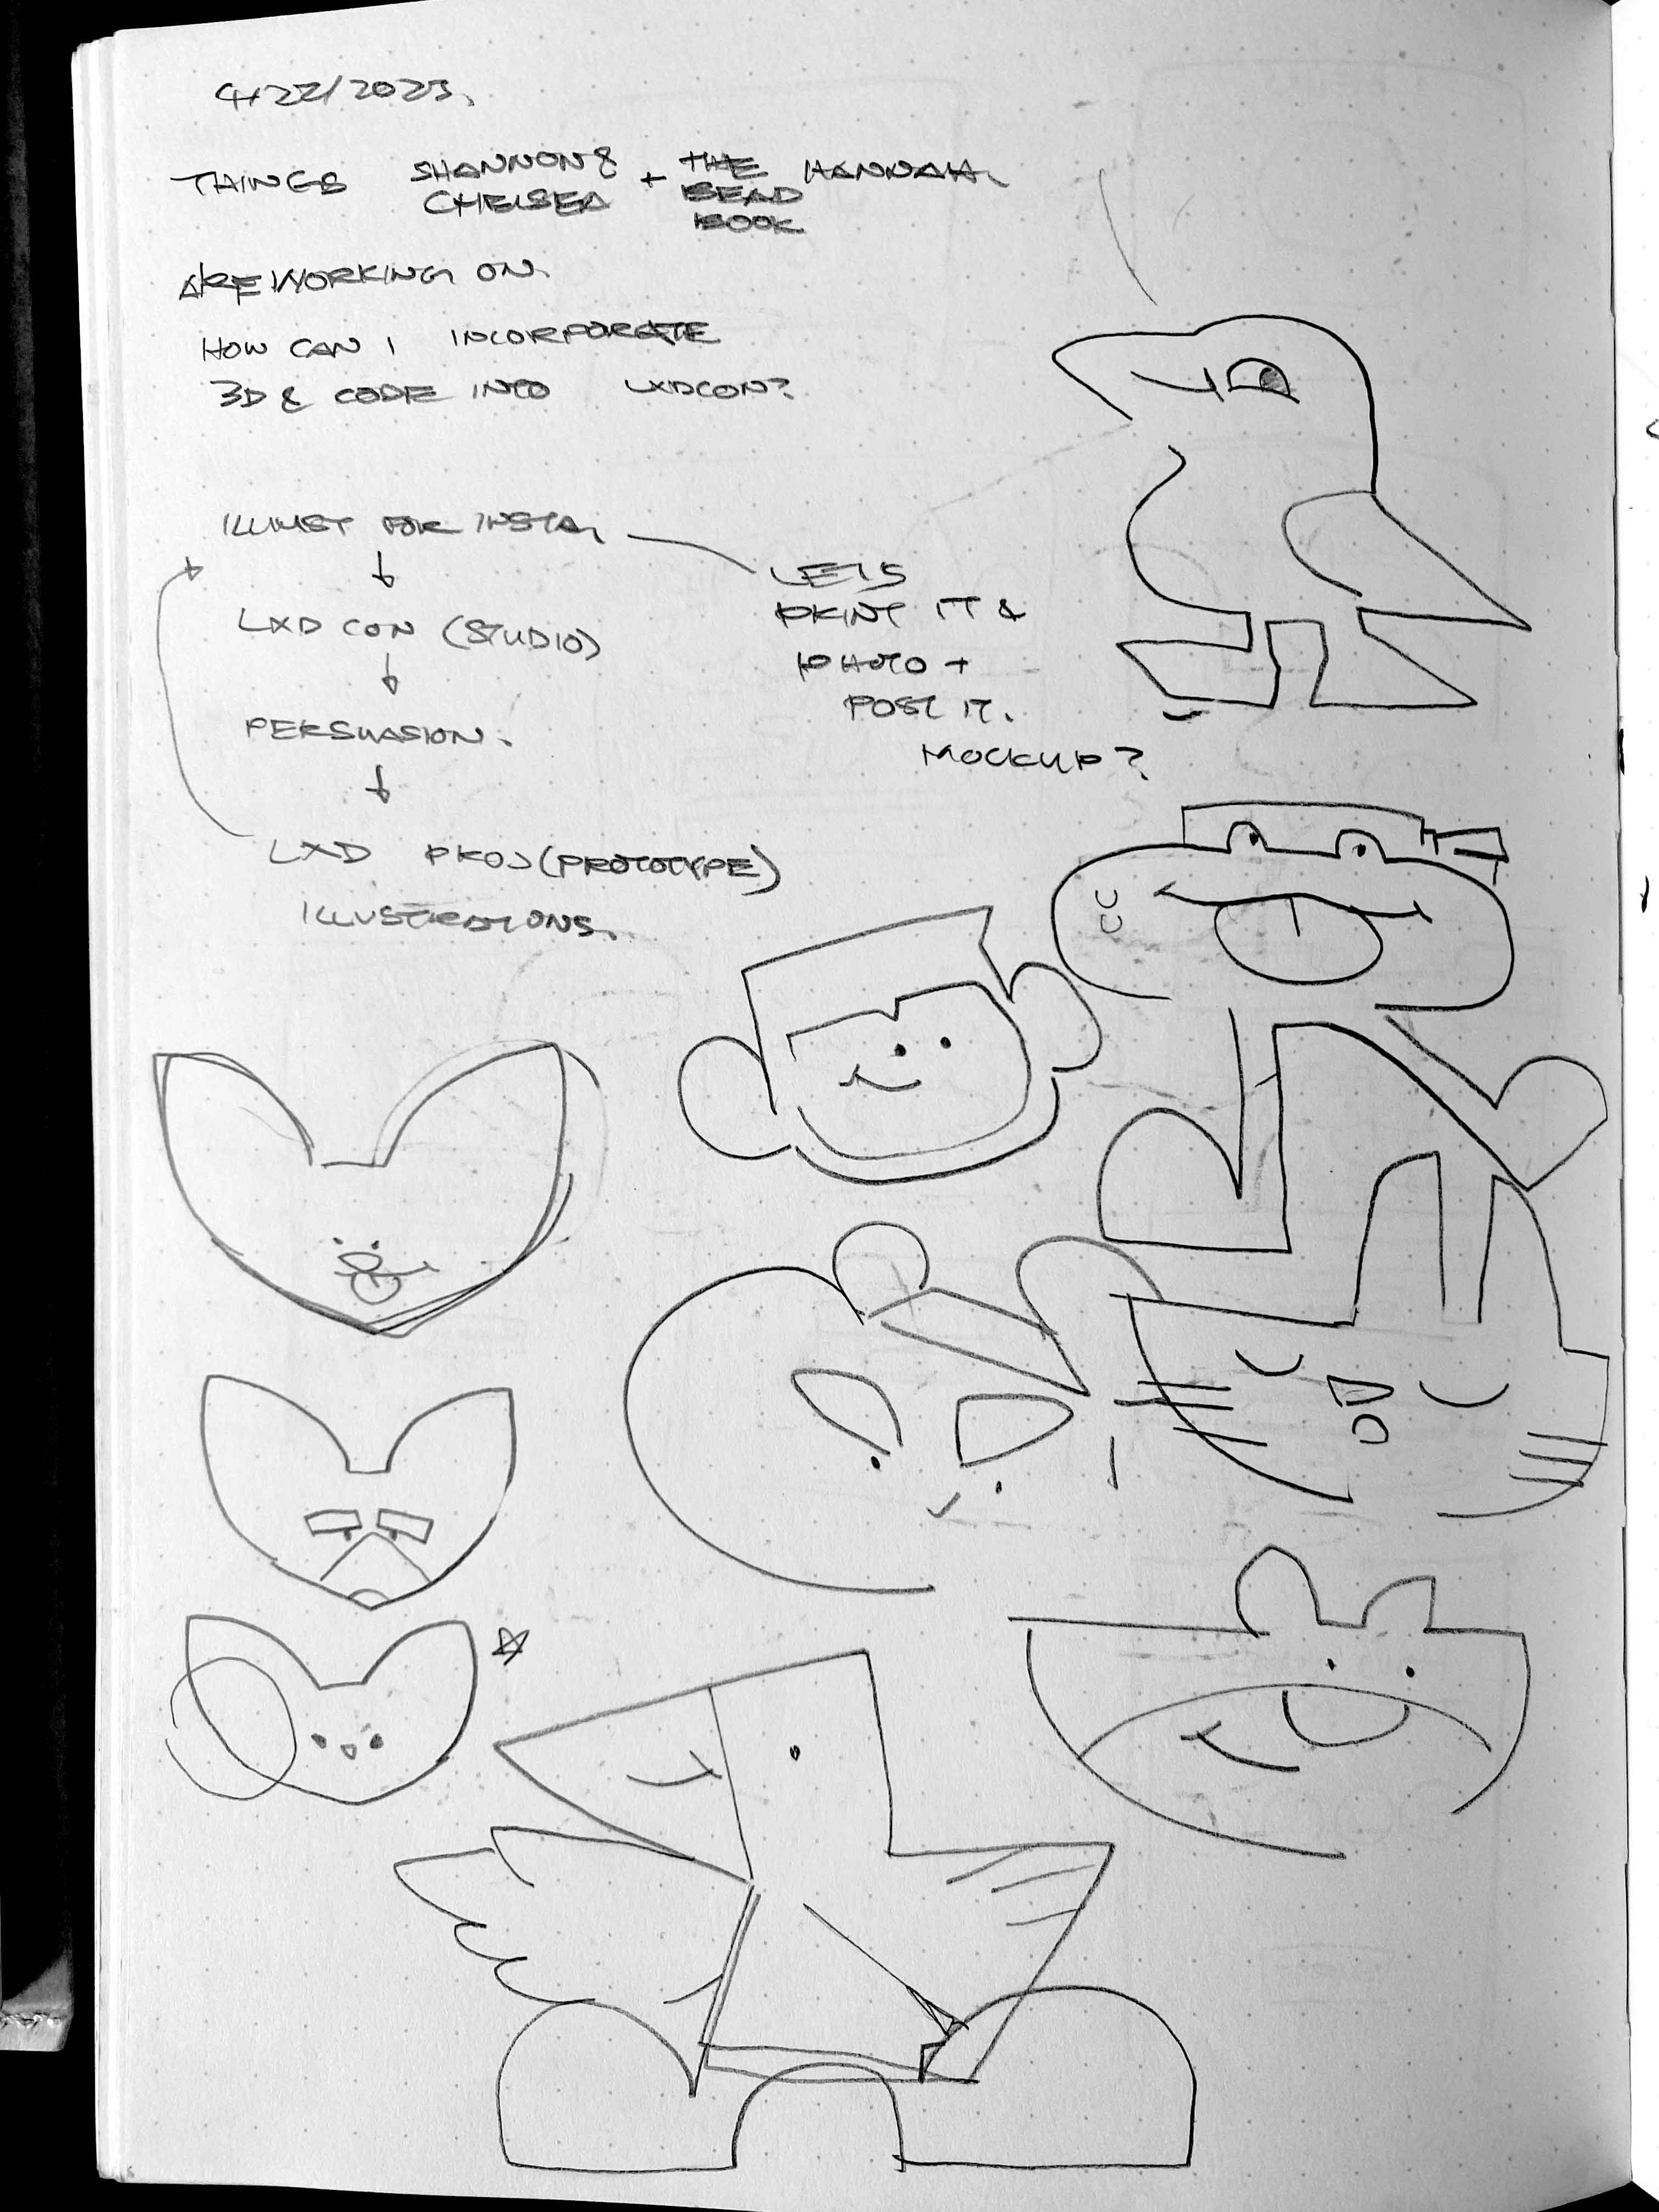 4/22/2023.
THINGS SHANNON & CHELSEA + THE BEAD BOOK HANNAH.
ARE WORKING ON.
HOW CAN I INCORPORATE
3D & CODE INTO LXDCON?
ILLUST FOR INSTA,
LETS
PRINT IT &
PHOTO +
POST IT.
MOCKUP?
LXD CON (STUDIO)
PERSUASION.
LXD PROJ (PROTOTYPE)
ILLUSTRATIONS.